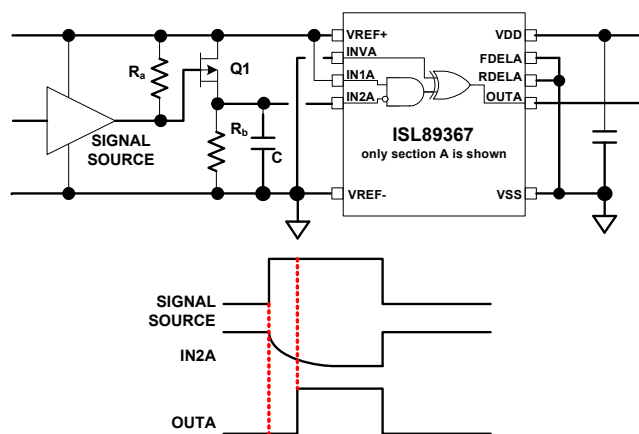 VREF+
VDD
INVA
FDELA
Ra
Q1
IN1A
RDELA
IN2A
OUTA
SIGNAL
SOURCE
Rb
C
ISL89367
only section A is shown
VREF-
VSS
SIGNAL
SOURCE
IN2A
OUTA